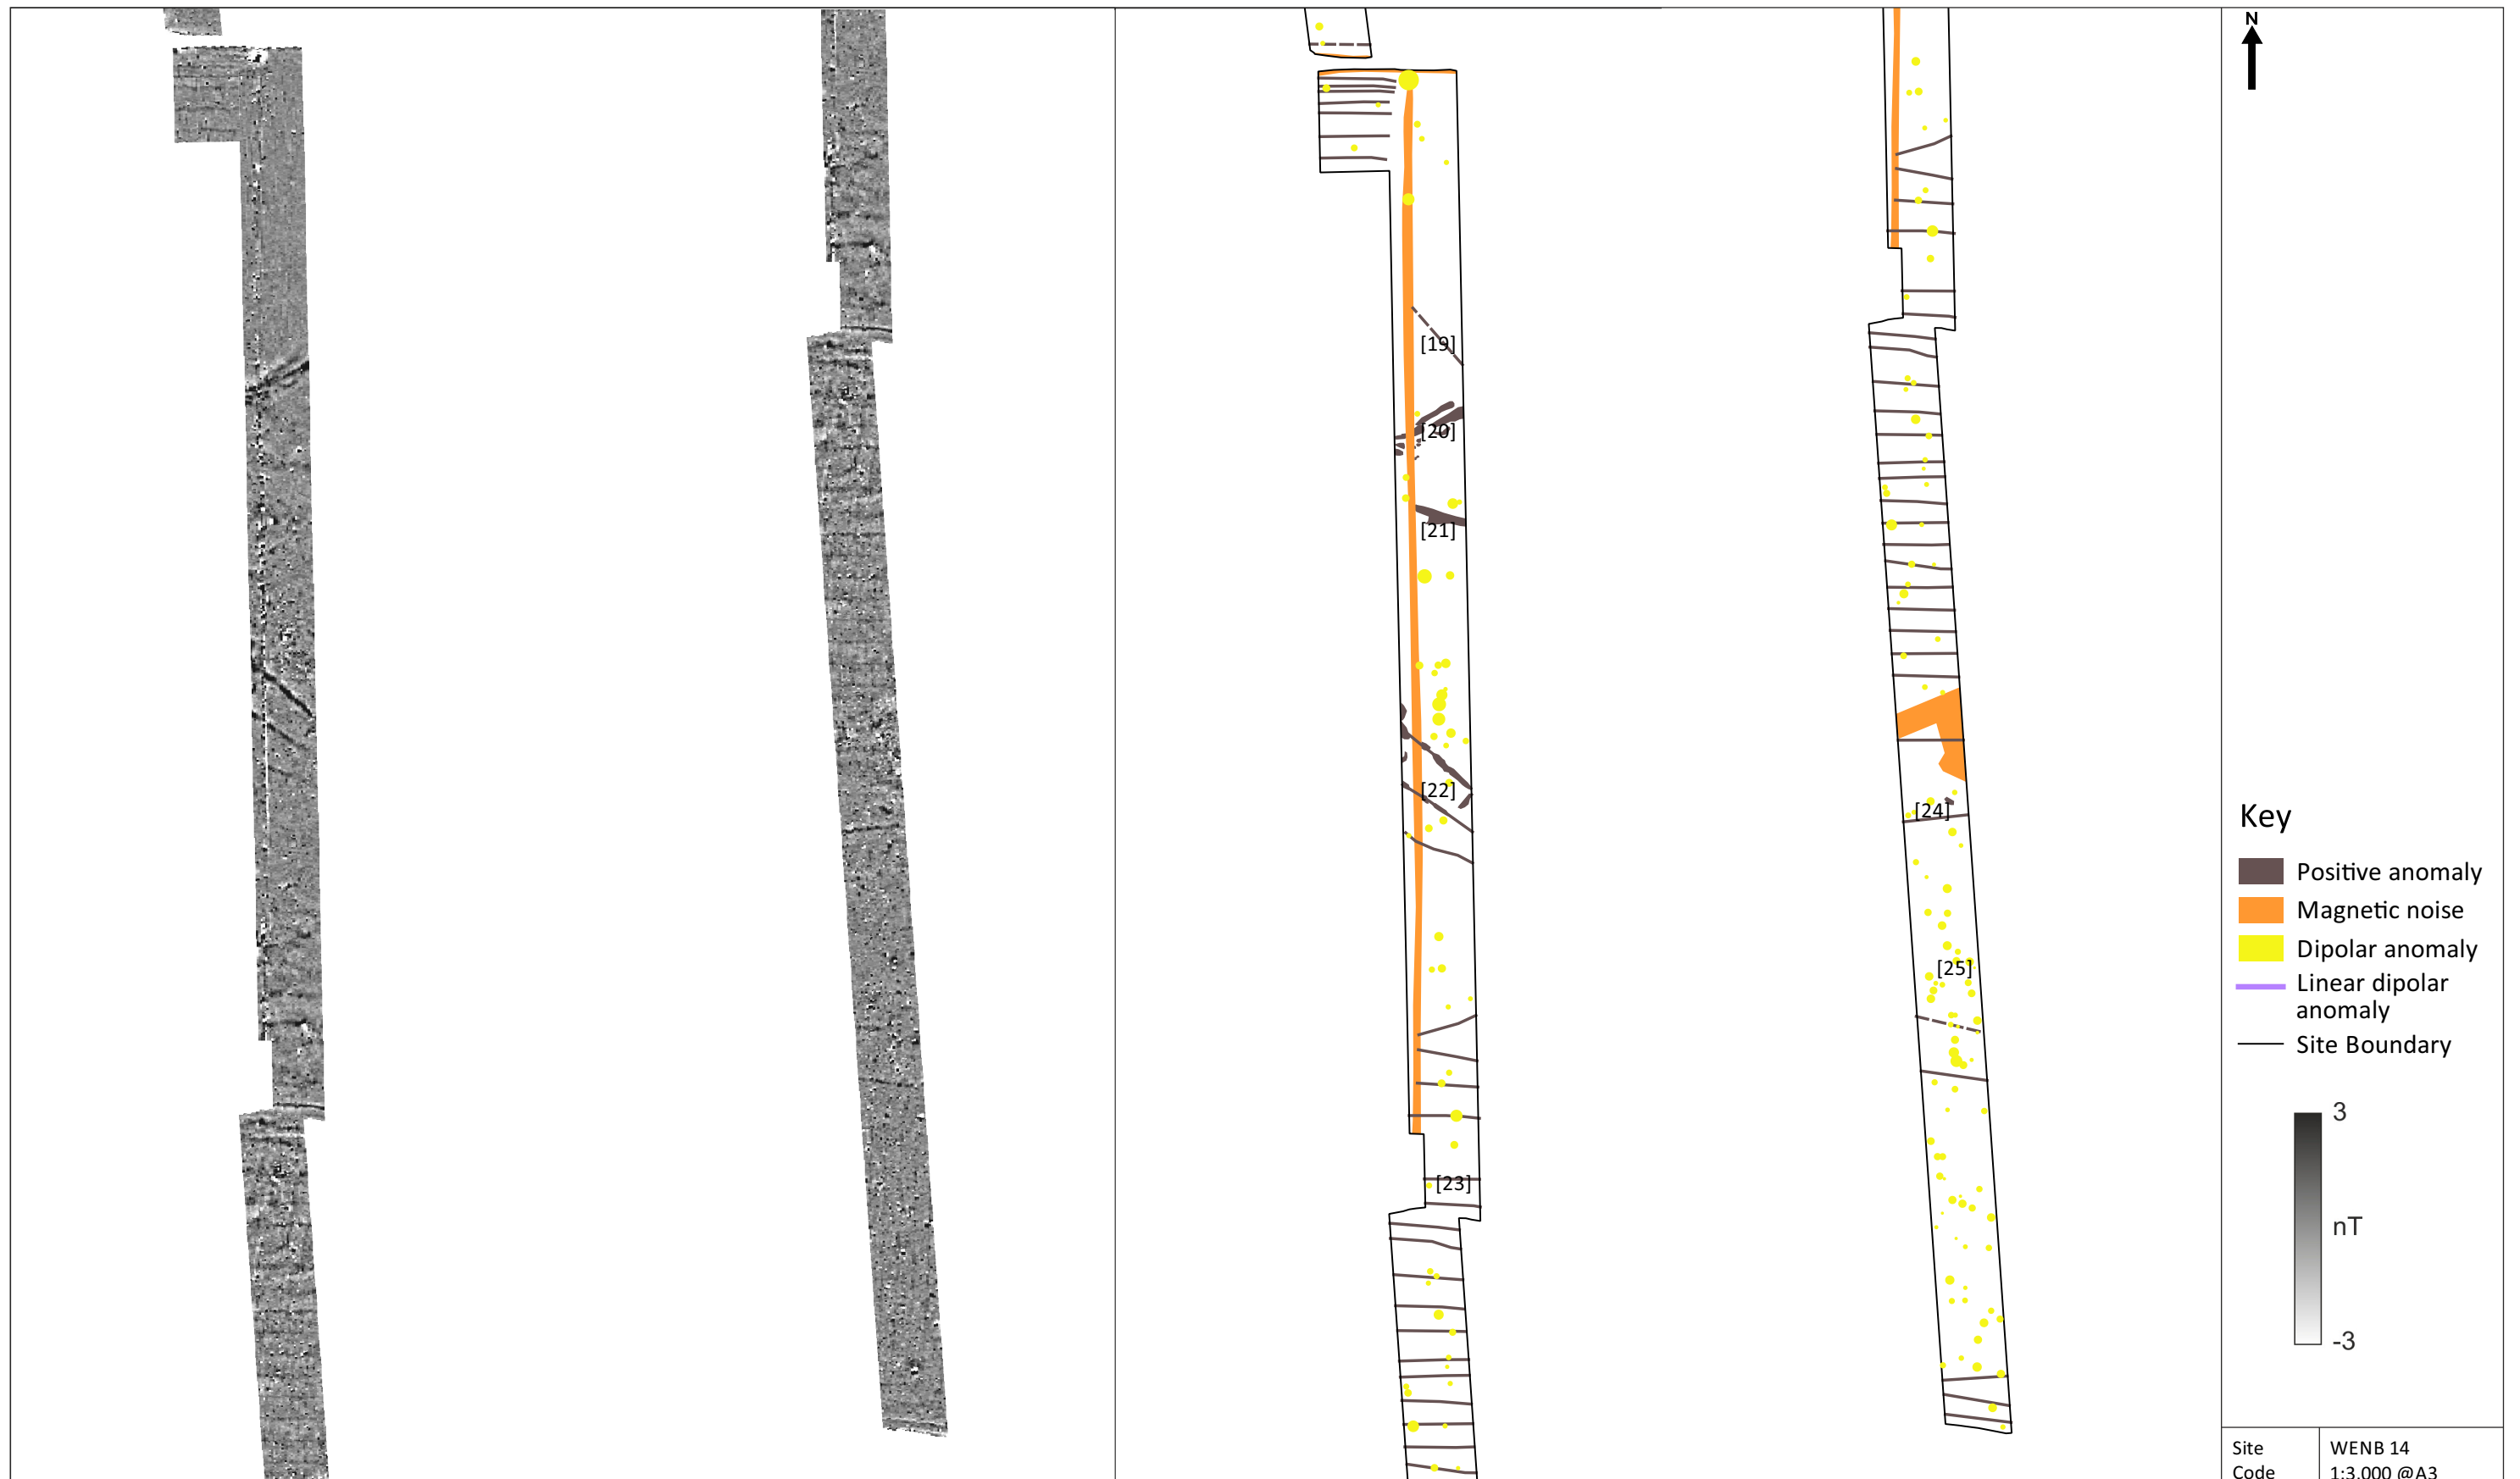 N
[19]
[20]
[21]
[22]
[23]
[24]
[25]
Key
Positive anomaly
Magnetic noise
Dipolar anomaly
Linear dipolar
anomaly
Site Boundary
3
nT
-3
Site
Code
WENB 14
1:3,000 @A3